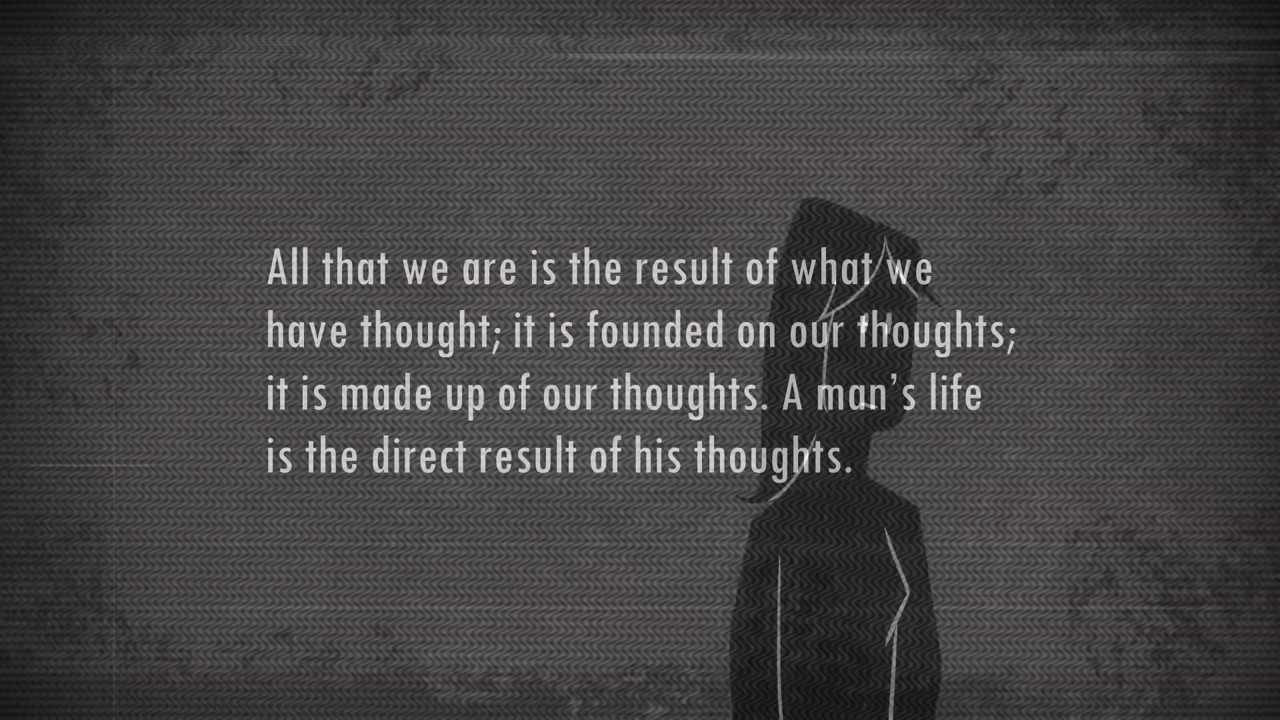 All that we are is the result of what we
have thought; it is founded on our thoughts;
it is made up of our thoughts. A man’s life
is the direct result of his thoughts.